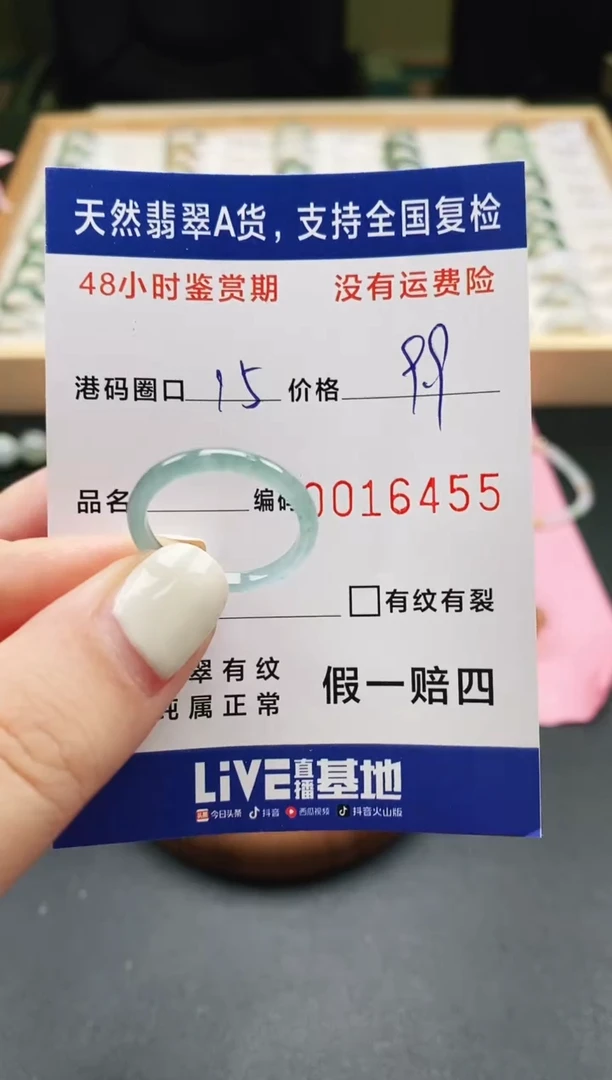 天然翡翠A货，支持全国复检
48小时鉴赏期 没有运费险
港码圈口 15 价格 99
品名 编码 0016455
□有纹有裂
翠有纹
纯属正常
假一赔四
LiVE直播基地
今日头条 抖音 西瓜视频 抖音火山版